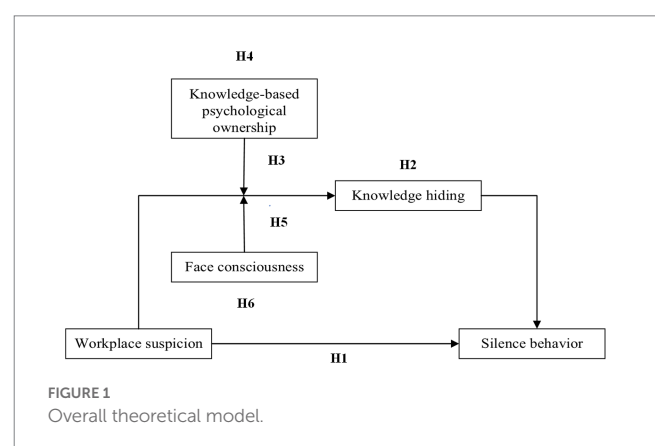 H4
Knowledge-based
psychological
ownership
H3
H2
Knowledge hiding
H5
Face consciousness
H6
Workplace suspicion
Silence behavior
H1
FIGURE 1
Overall theoretical model.